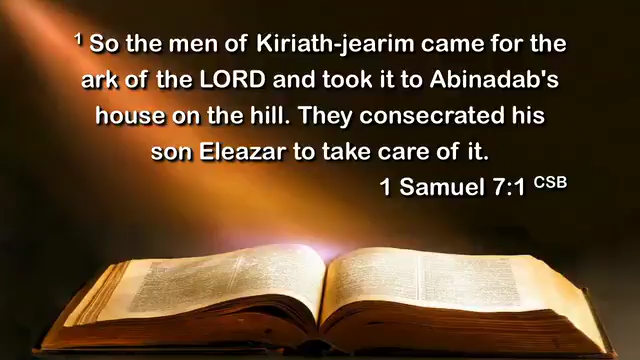 ¹ So the men of Kiriath-jearim came for the
ark of the LORD and took it to Abinadab's
house on the hill. They consecrated his
son Eleazar to take care of it.
1 Samuel 7:1 CSB